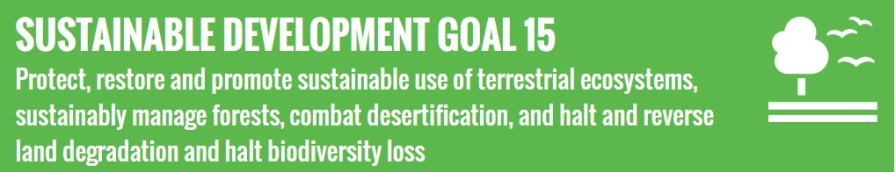 SUSTAINABLE DEVELOPMENT GOAL 15
Protect, restore and promote sustainable use of terrestrial ecosystems,
sustainably manage forests, combat desertification, and halt and reverse
land degradation and halt biodiversity loss